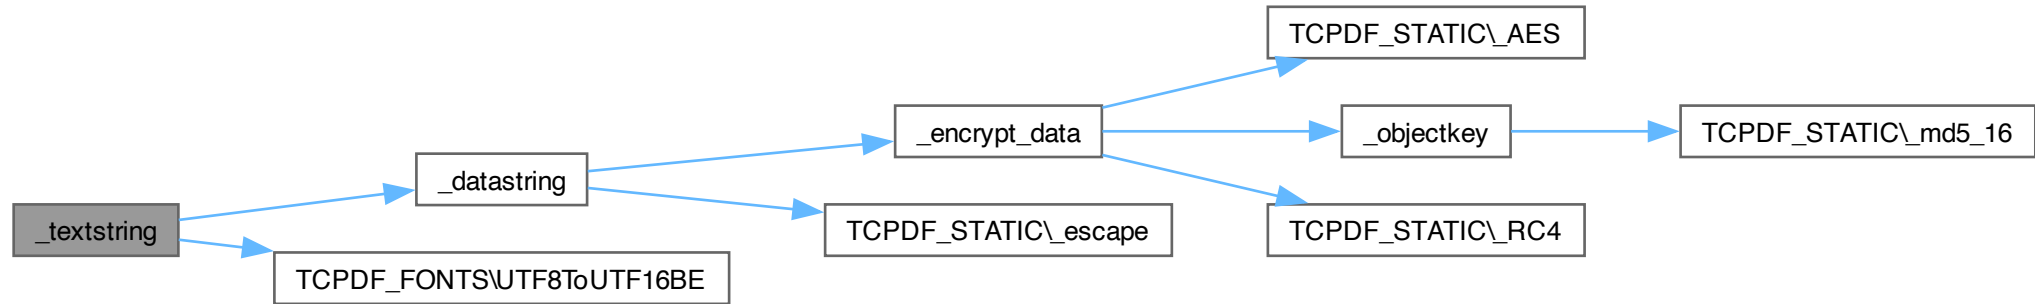 TCPDF_STATIC\_AES
_encrypt_data
_objectkey
TCPDF_STATIC\_md5_16
_datastring
_textstring
TCPDF_STATIC\_escape
TCPDF_STATIC\_RC4
TCPDF_FONTS\UTF8ToUTF16BE